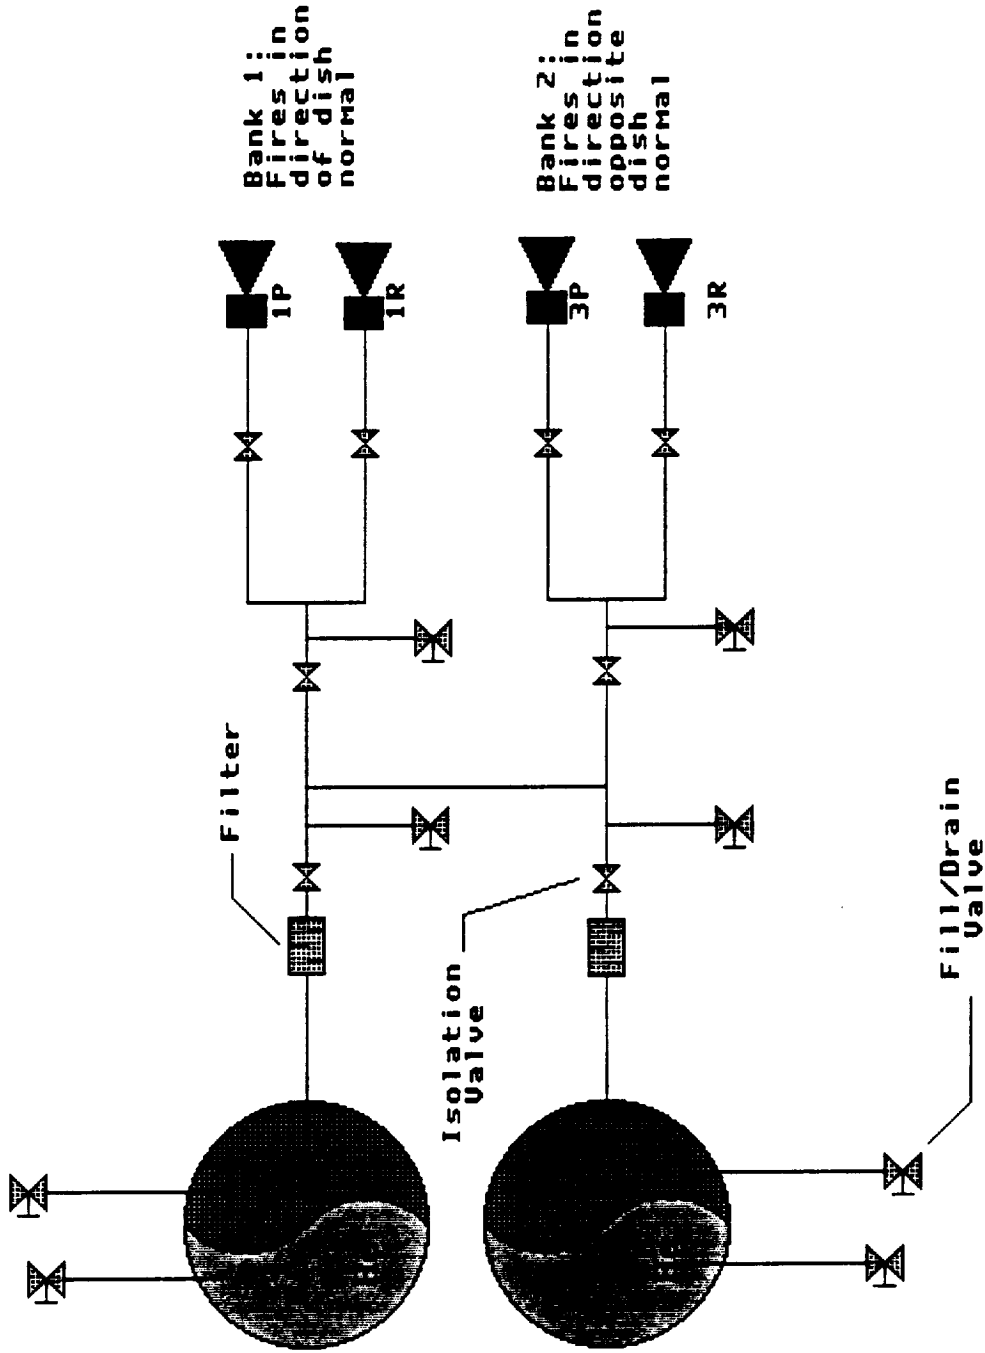 Bank 1:
Fires in
direction
of dish
normal
Bank 2:
Fires in
direction
opposite
dish
normal
1P
1R
3P
3R
Filter
Isolation
Valve
Fill/Drain
Valve